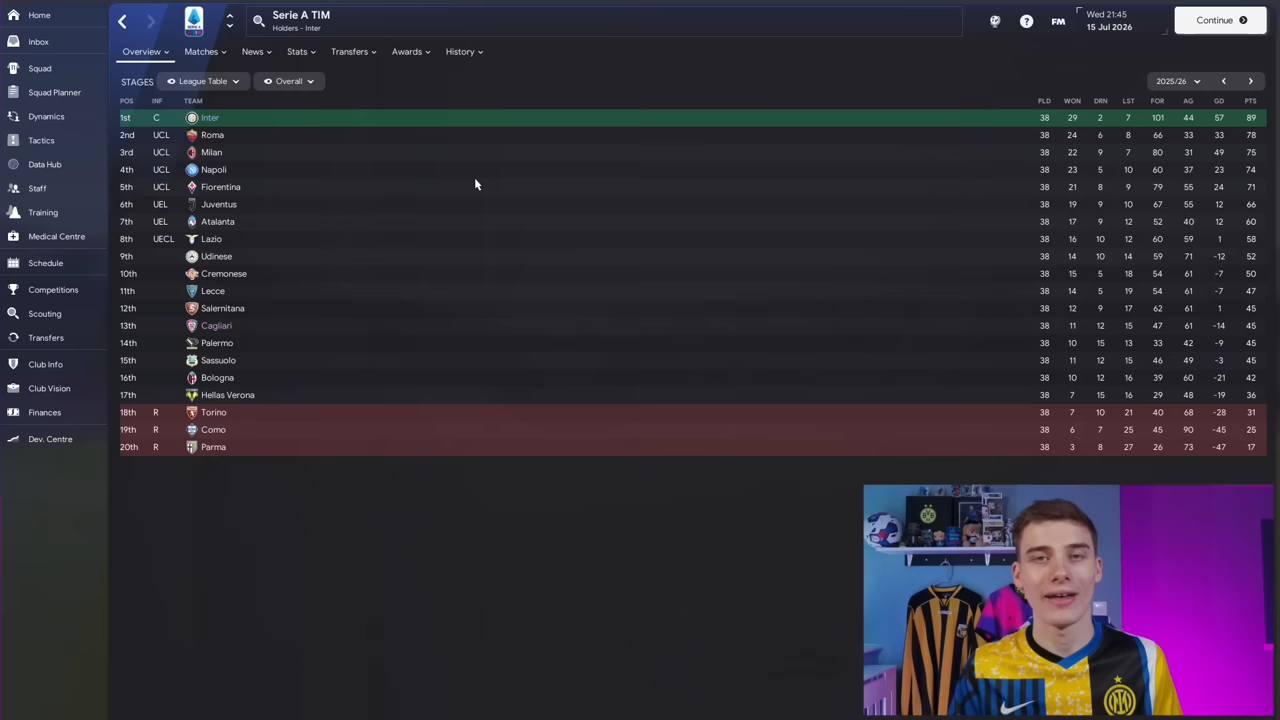 Home
Inbox
Squad
Squad Planner
Dynamics
Tactics
Data Hub
Staff
Training
Medical Centre
Schedule
Competitions
Scouting
Transfers
Club Info
Club Vision
Finances
Dev. Centre
Serie A TIM
Holders - Inter
? FM Wed 21:45
15 Jul 2026
Continue
Overview Matches News Stats Transfers Awards History
STAGES League Table Overall 2025/26
POS INF TEAM PLD WON DRN LST FOR AG GD PTS
1st C Inter 38 29 2 7 101 44 57 89
2nd UCL Roma 38 24 6 8 66 33 33 78
3rd UCL Milan 38 22 9 7 80 31 49 75
4th UCL Napoli 38 23 5 10 60 37 23 74
5th UCL Fiorentina 38 21 8 9 79 55 24 71
6th UEL Juventus 38 19 9 10 67 55 12 66
7th UEL Atalanta 38 17 9 12 52 40 12 60
8th UECL Lazio 38 16 10 12 60 59 1 58
9th Udinese 38 14 10 14 59 71 -12 52
10th Cremonese 38 15 5 18 54 61 -7 50
11th Lecce 38 14 5 19 54 61 -7 47
12th Salernitana 38 12 9 17 62 61 1 45
13th Cagliari 38 11 12 15 47 61 -14 45
14th Palermo 38 10 15 13 33 42 -9 45
15th Sassuolo 38 11 12 15 46 49 -3 45
16th Bologna 38 10 12 16 39 60 -21 42
17th Hellas Verona 38 7 15 16 29 48 -19 36
18th R Torino 38 7 10 21 40 68 -28 31
19th R Como 38 6 7 25 45 90 -45 25
20th R Parma 38 3 8 27 26 73 -47 17